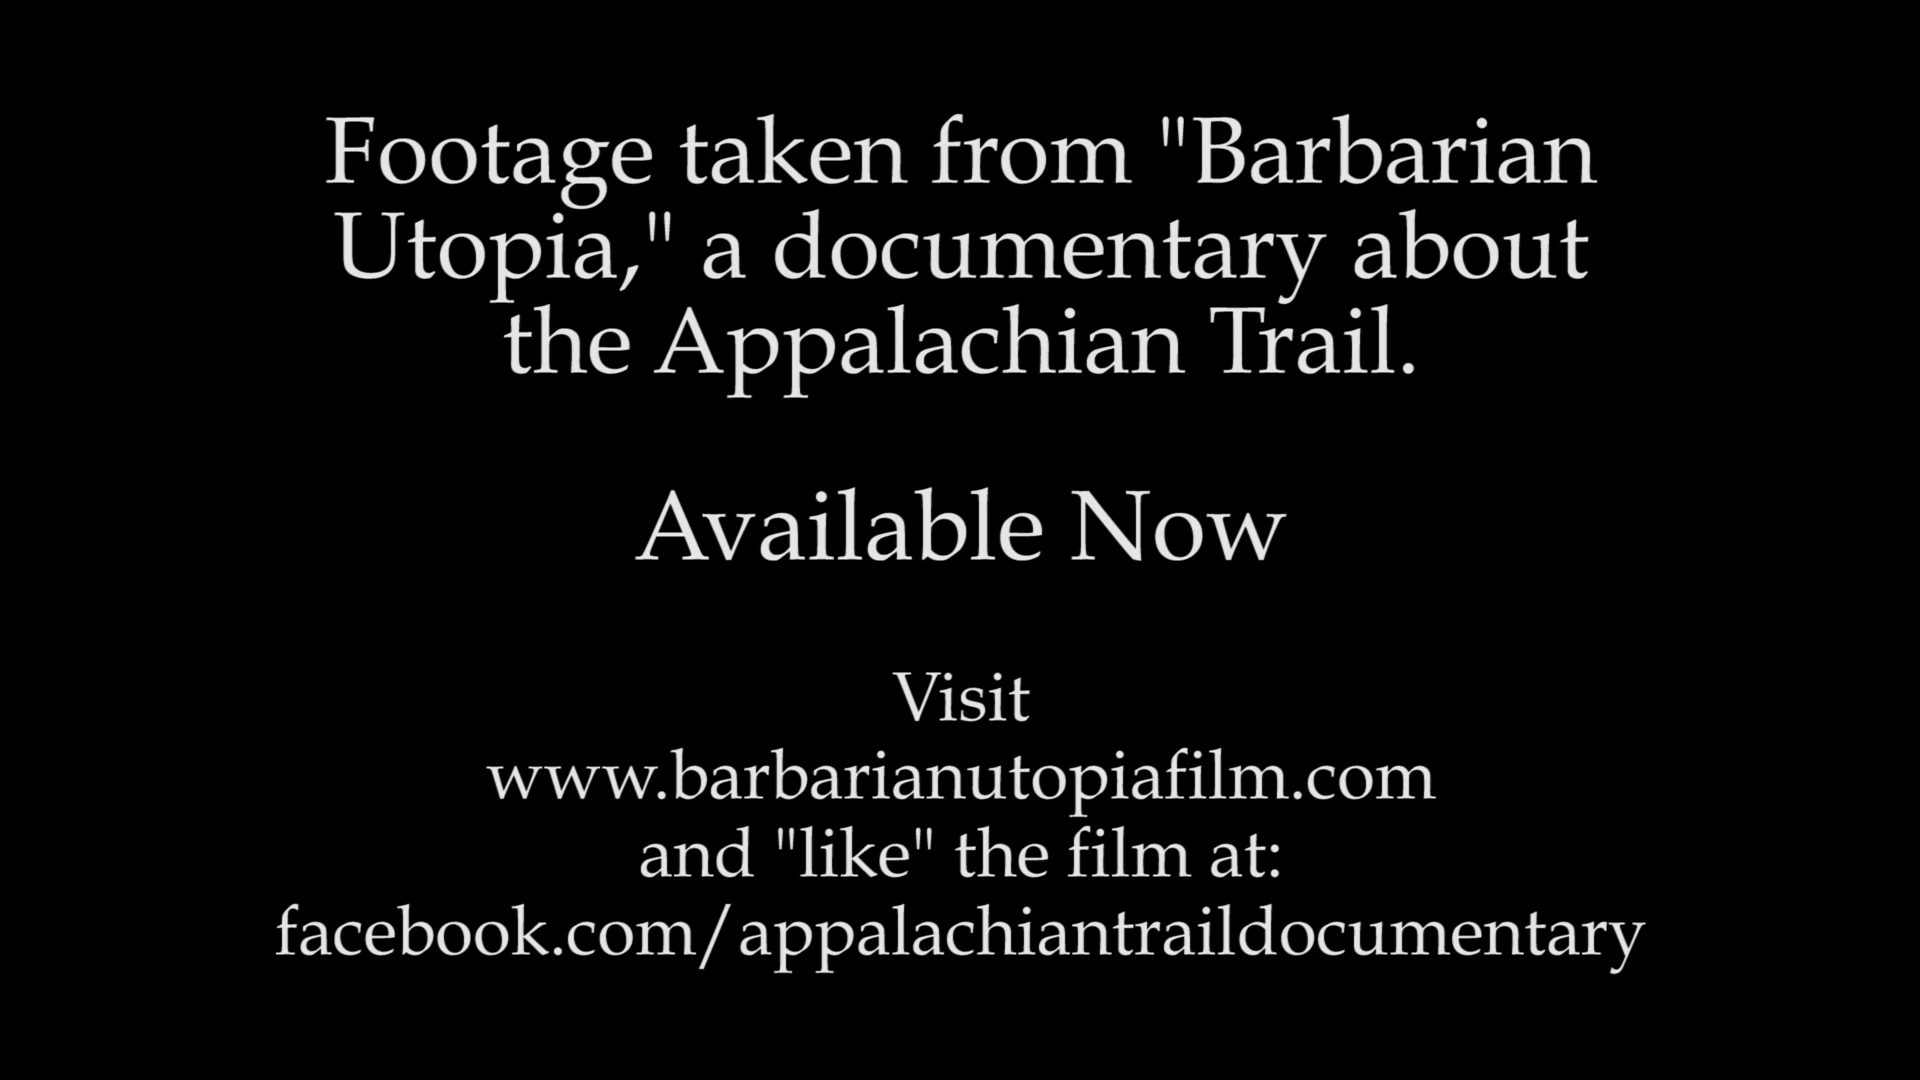 Footage taken from "Barbarian
Utopia," a documentary about
the Appalachian Trail.
Available Now
Visit
www.barbarianutopiafilm.com
and "like" the film at:
facebook.com/appalachiantraildocumentary